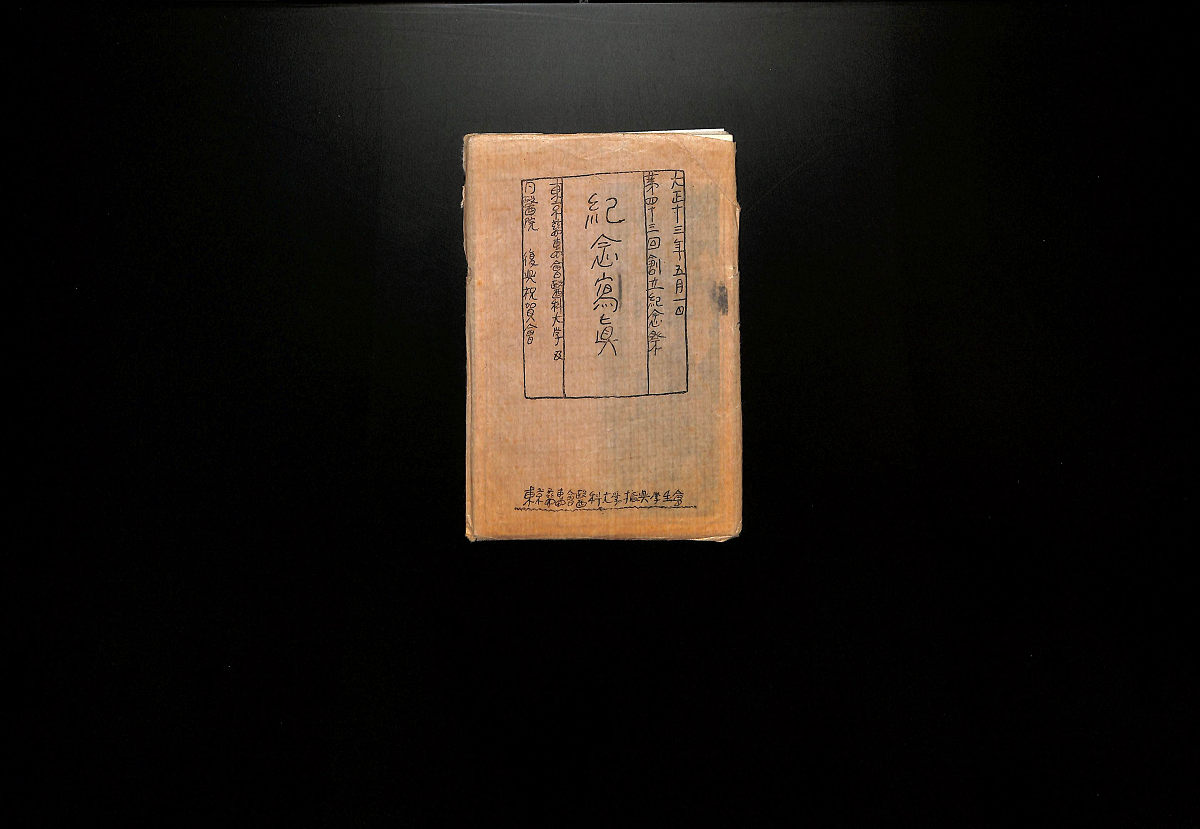 大正十三年五月一日
第四十三回創立紀念祭
紀念寫眞
東京慈惠會醫科大学及
同醫院 復興祝賀會
東京慈惠會醫科大学振興学生會